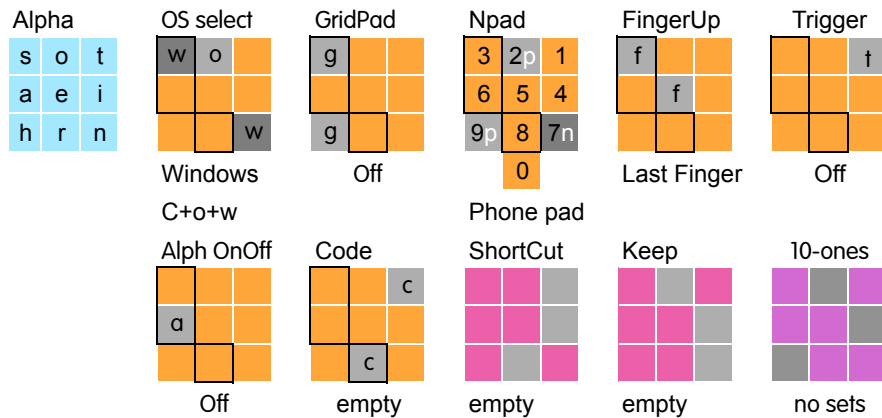 Alpha OS select GridPad Npad FingerUp Trigger
s o t w o g 3 2p 1 f t
a e i 6 5 4 f
h r n w g 9p 8 7n
0
Windows Off Last Finger Off
C+o+w Phone pad
Alph OnOff Code ShortCut Keep 10-ones
c
a
c
Off empty empty empty no sets